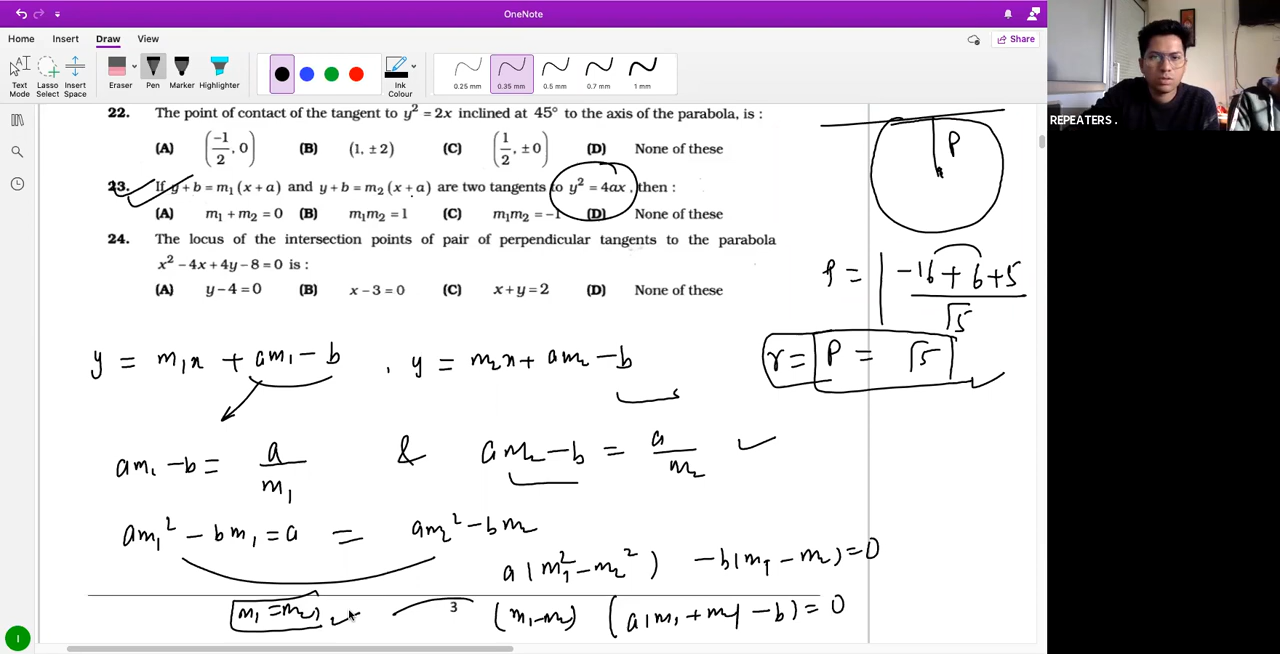 OneNote
Home Insert Draw View Share
Text Mode Lasso Select Insert Space Eraser Pen Marker Highlighter Ink Colour 0.25 mm 0.35 mm 0.5 mm 0.7 mm 1 mm
REPEATERS .
22. The point of contact of the tangent to y² = 2x inclined at 45° to the axis of the parabola, is :
(A) (-1/2, 0) (B) (1, ±2) (C) (1/2, ±0) (D) None of these
23. If y + b = m₁(x + a) and y + b = m₂(x + a) are two tangents to y² = 4ax, then :
(A) m₁ + m₂ = 0 (B) m₁m₂ = 1 (C) m₁m₂ = -1 (D) None of these
24. The locus of the intersection points of pair of perpendicular tangents to the parabola
x² - 4x + 4y - 8 = 0 is :
(A) y - 4 = 0 (B) x - 3 = 0 (C) x + y = 2 (D) None of these
P
P = | -16 + 6 + 5 / √5
r = P = √5
y = m₁x + am₁ - b , y = m₂x + am₂ - b
am₁ - b = a/m₁ & am₂ - b = a/m₂
am₁² - bm₁ = a = am₂² - bm₂
a(m₁² - m₂²) - b(m₁ - m₂) = 0
m₁ = m₂ 3 (m₁ - m₂) (a(m₁ + m₂) - b) = 0
I